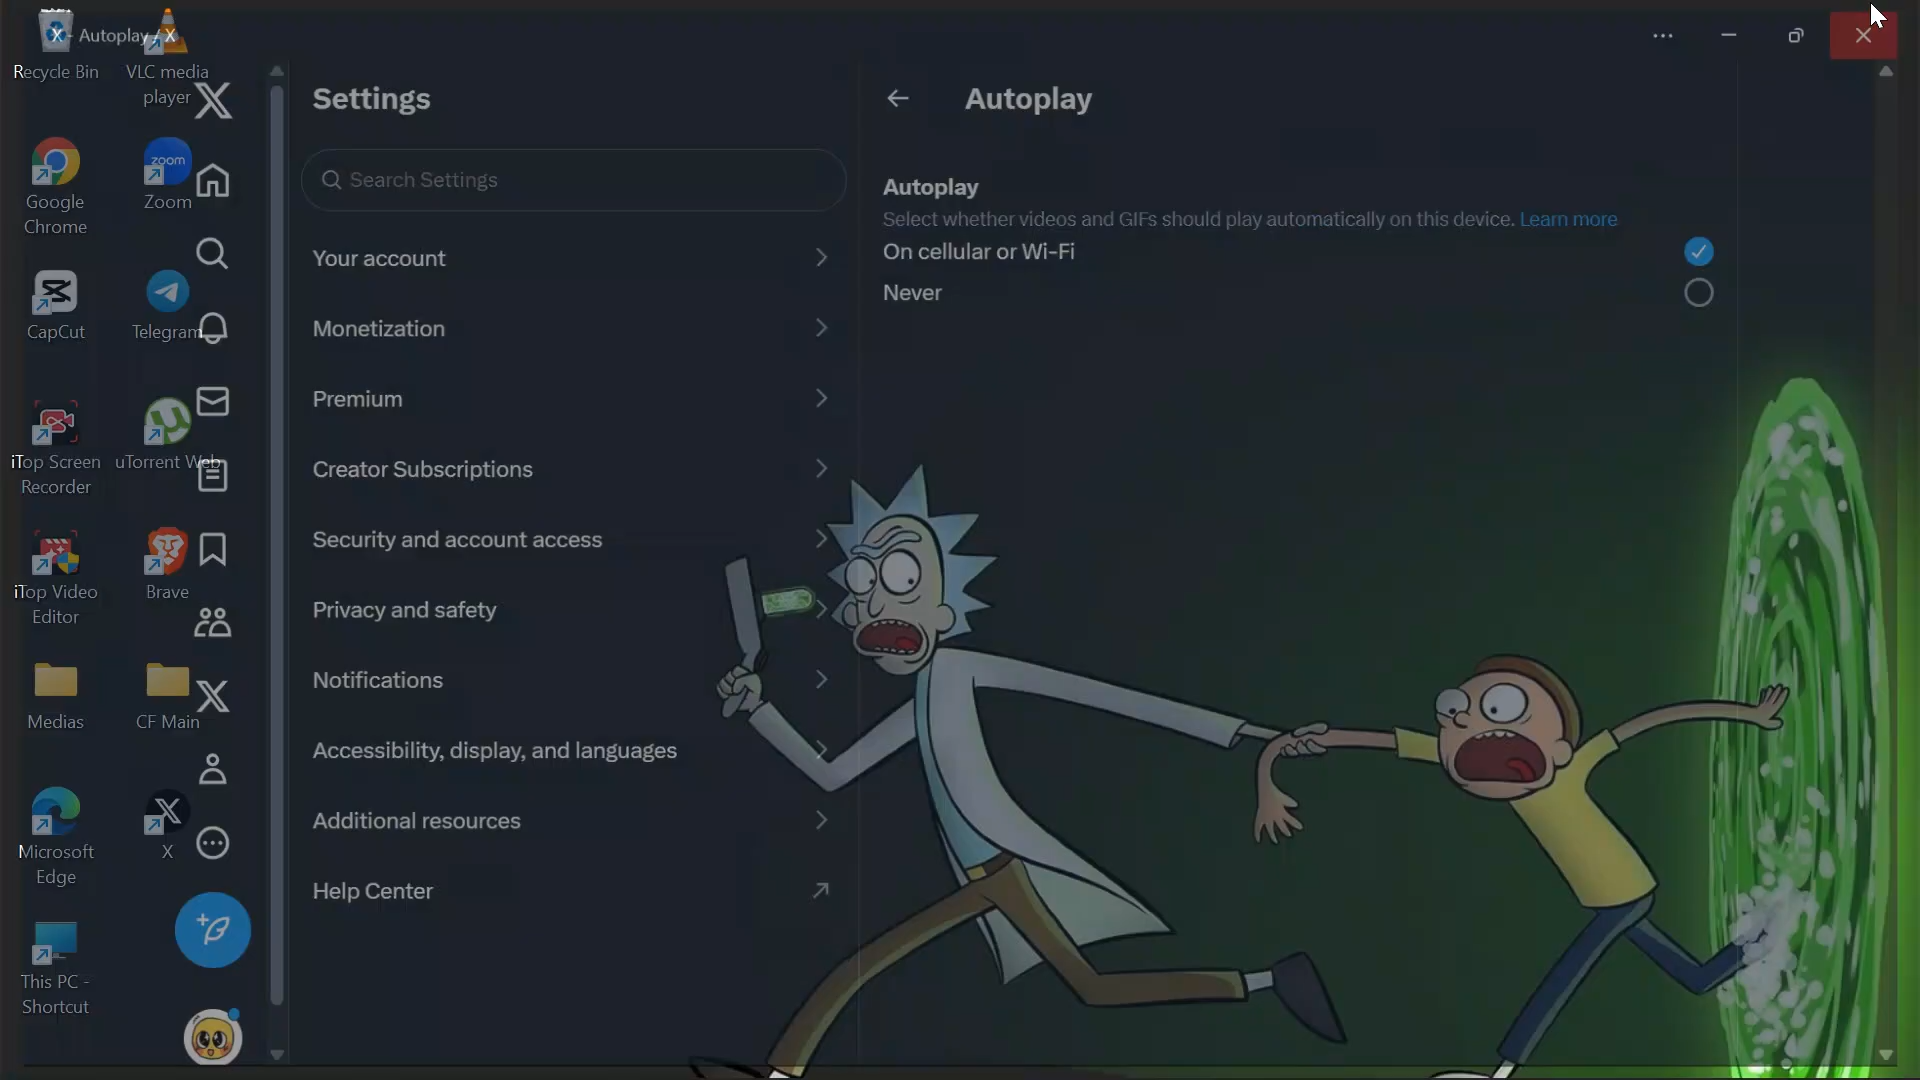 X - Autoplay / X
Recycle Bin
VLC media
player
Google
Chrome
zoom
Zoom
CapCut
Telegram
iTop Screen
Recorder
uTorrent Web
iTop Video
Editor
Brave
Medias
CF Main
Microsoft
Edge
X
This PC -
Shortcut
Settings
Search Settings
Your account
Monetization
Premium
Creator Subscriptions
Security and account access
Privacy and safety
Notifications
Accessibility, display, and languages
Additional resources
Help Center
Autoplay
Autoplay
Select whether videos and GIFs should play automatically on this device. Learn more
On cellular or Wi-Fi
Never